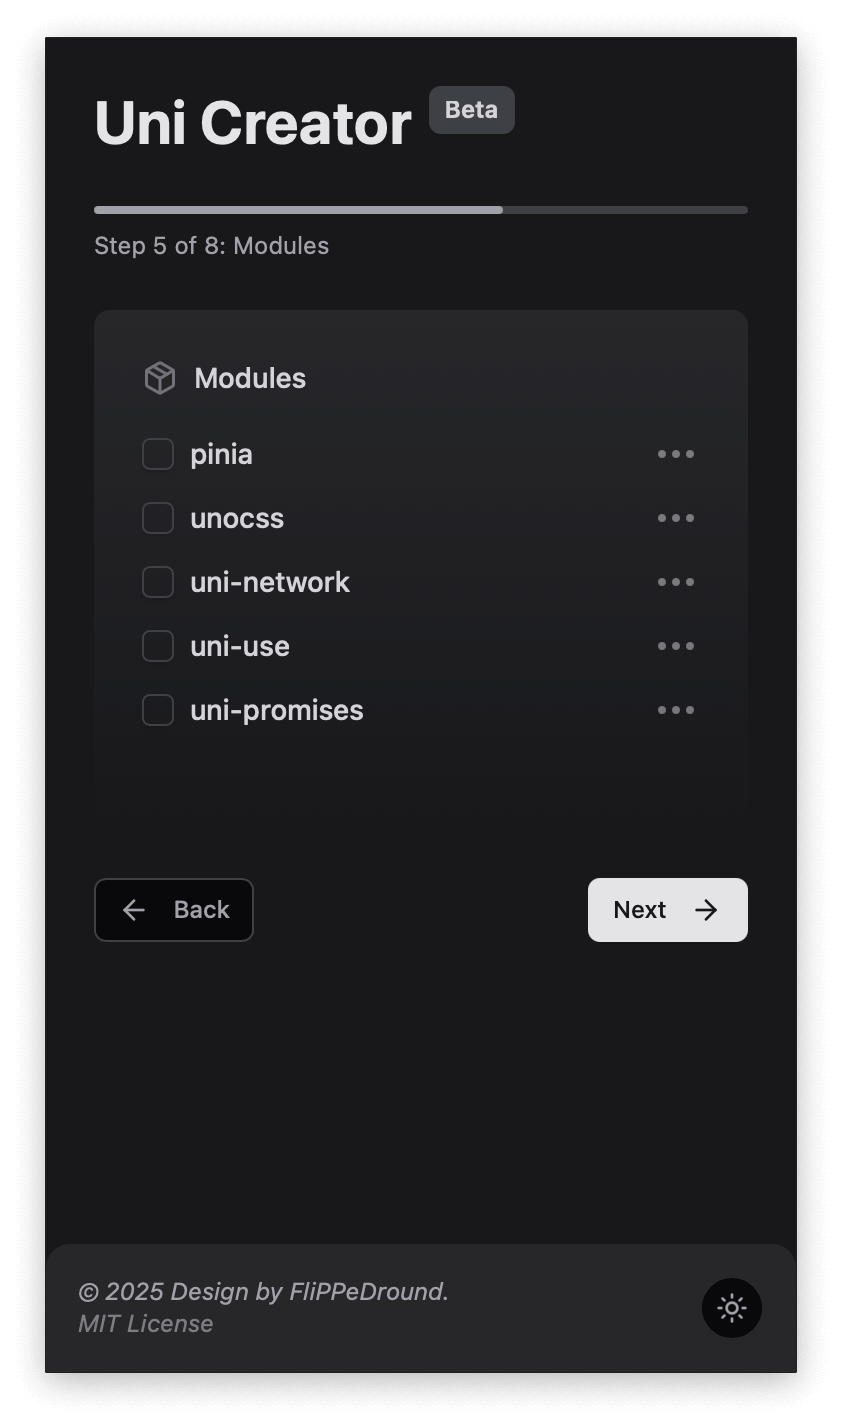 Uni Creator Beta
Step 5 of 8: Modules
Modules
pinia
unocss
uni-network
uni-use
uni-promises
Back
Next
© 2025 Design by FliPPeDround.
MIT License